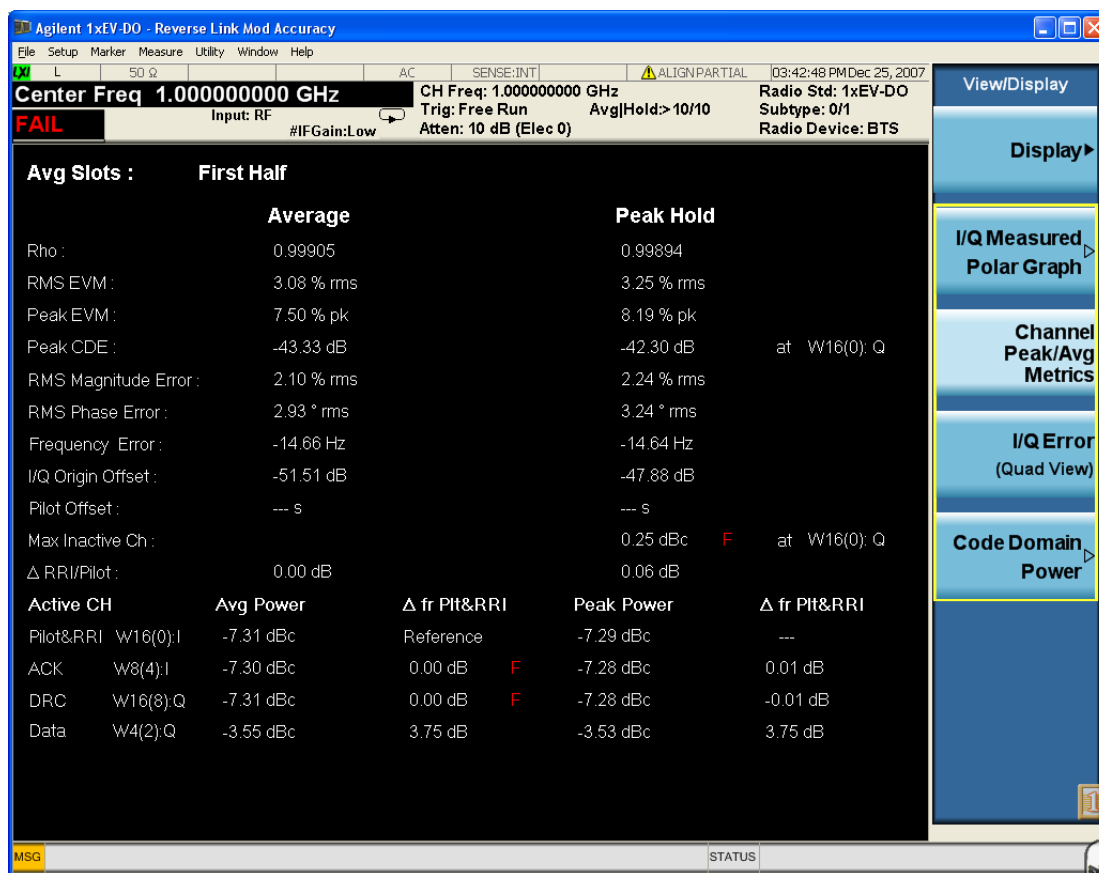 Agilent 1xEV-DO - Reverse Link Mod Accuracy
File Setup Marker Measure Utility Window Help
LXI L 50 Ω AC SENSE:INT ALIGN PARTIAL 03:42:48 PM Dec 25, 2007
Center Freq 1.000000000 GHz
CH Freq: 1.000000000 GHz Radio Std: 1xEV-DO
Input: RF Trig: Free Run Avg|Hold:> 10/10 Subtype: 0/1
FAIL #IFGain:Low Atten: 10 dB (Elec 0) Radio Device: BTS
Avg Slots : First Half
Average Peak Hold
Rho : 0.99905 0.99894
RMS EVM : 3.08 % rms 3.25 % rms
Peak EVM : 7.50 % pk 8.19 % pk
Peak CDE : -43.33 dB -42.30 dB at W16(0): Q
RMS Magnitude Error : 2.10 % rms 2.24 % rms
RMS Phase Error : 2.93 ° rms 3.24 ° rms
Frequency Error : -14.66 Hz -14.64 Hz
I/Q Origin Offset : -51.51 dB -47.88 dB
Pilot Offset : --- s --- s
Max Inactive Ch : 0.25 dBc F at W16(0): Q
Δ RRI/Pilot : 0.00 dB 0.06 dB
Active CH Avg Power Δ fr Plt&RRI Peak Power Δ fr Plt&RRI
Pilot&RRI W16(0):I -7.31 dBc Reference -7.29 dBc ---
ACK W8(4):I -7.30 dBc 0.00 dB F -7.28 dBc 0.01 dB
DRC W16(8):Q -7.31 dBc 0.00 dB F -7.28 dBc -0.01 dB
Data W4(2):Q -3.55 dBc 3.75 dB -3.53 dBc 3.75 dB
View/Display
Display
I/Q Measured
Polar Graph
Channel
Peak/Avg
Metrics
I/Q Error
(Quad View)
Code Domain
Power
1
MSG STATUS